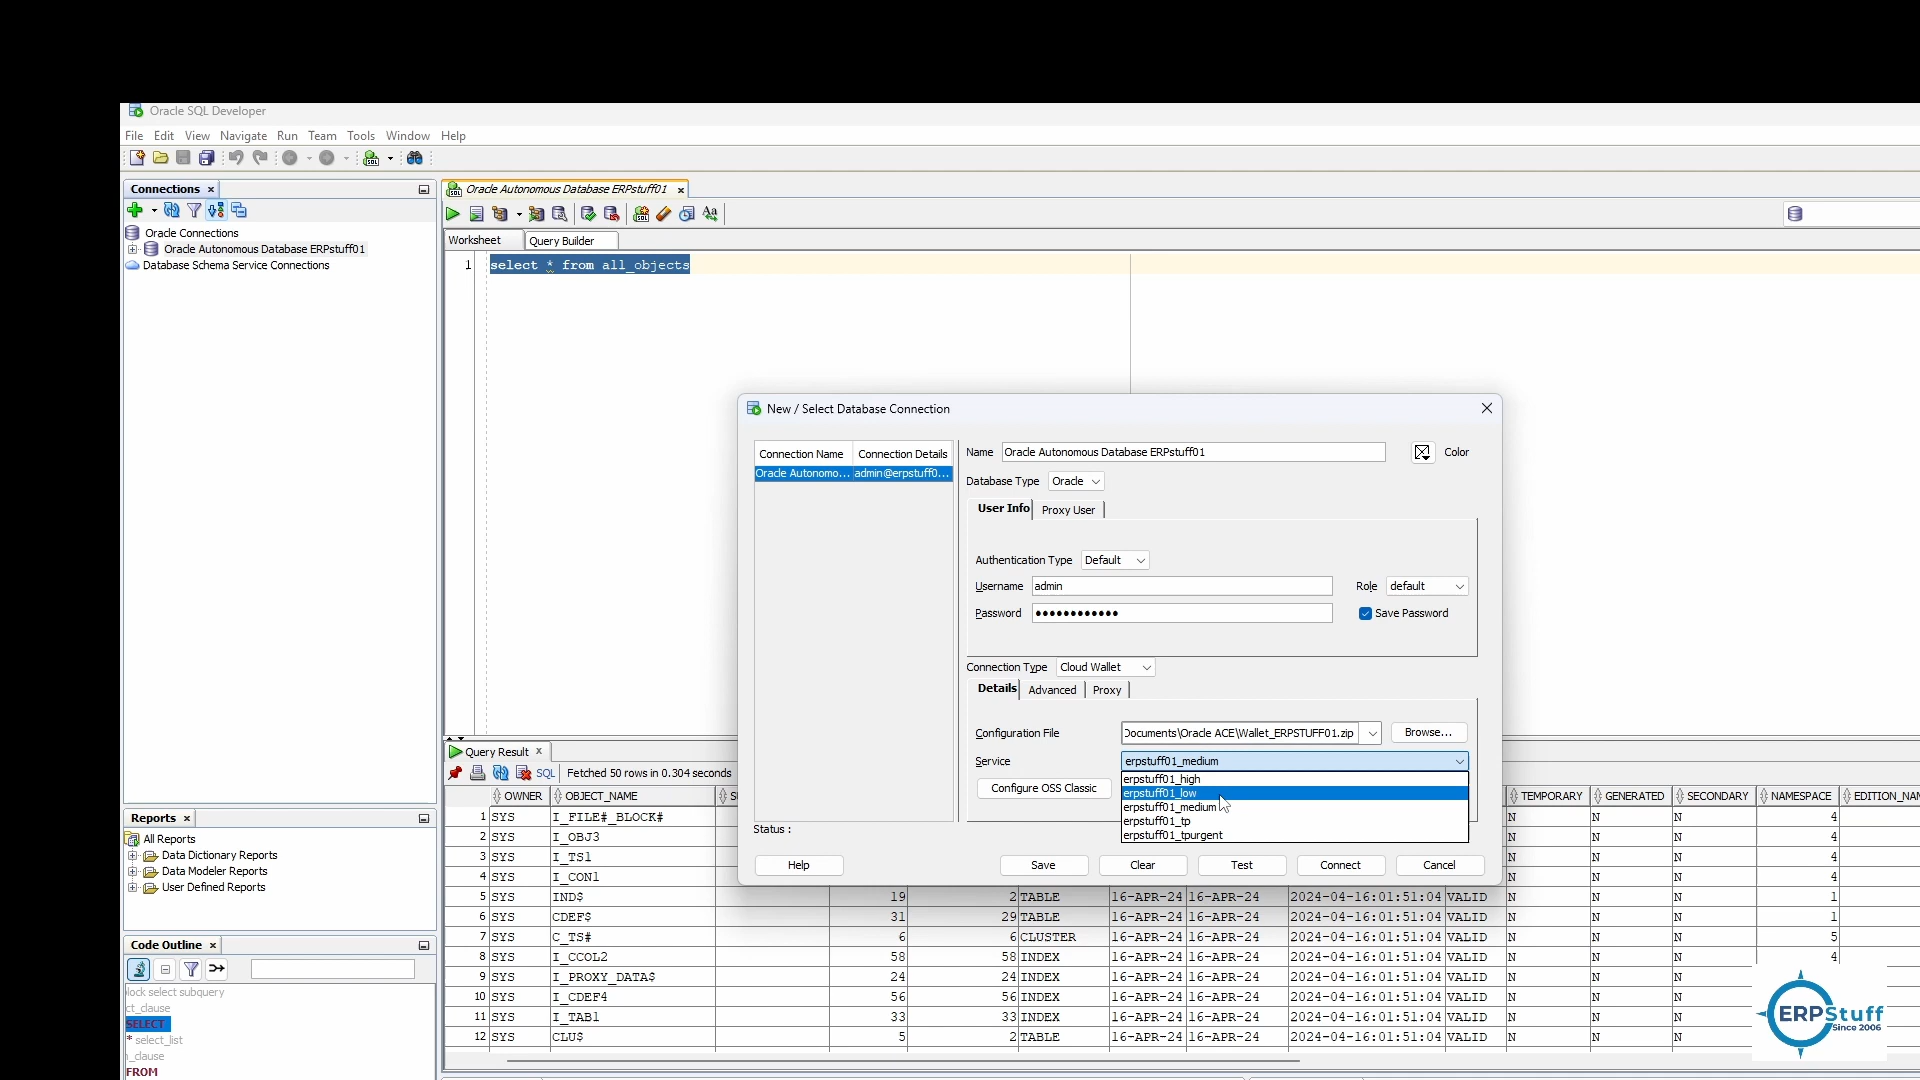 Oracle SQL Developer
File Edit View Navigate Run Team Tools Window Help
Connections
Oracle Connections
Oracle Autonomous Database ERPstuff01
Database Schema Service Connections
Oracle Autonomous Database ERPstuff01
Worksheet Query Builder
1 select * from all_objects
New / Select Database Connection
Connection Name Connection Details
Oracle Autonomo... admin@erpstuff0...
Name Oracle Autonomous Database ERPstuff01 Color
Database Type Oracle
User Info Proxy User
Authentication Type Default
Username admin Role default
Password Save Password
Connection Type Cloud Wallet
Details Advanced Proxy
Configuration File Documents\Oracle ACE\Wallet_ERPSTUFF01.zip Browse...
Service erpstuff01_medium
erpstuff01_high
erpstuff01_low
erpstuff01_medium
erpstuff01_tp
erpstuff01_tpurgent
Configure OSS Classic
Status :
Help Save Clear Test Connect Cancel
Query Result
SQL Fetched 50 rows in 0.304 seconds
OWNER OBJECT_NAME TEMPORARY GENERATED SECONDARY NAMESPACE EDITION_NA
1 SYS I_FILE#_BLOCK# N N N 4
2 SYS I_OBJ3 N N N 4
3 SYS I_TS1 N N N 4
4 SYS I_CON1 N N N 4
5 SYS IND$ 19 2 TABLE 16-APR-24 16-APR-24 2024-04-16:01:51:04 VALID N N N 1
6 SYS CDEF$ 31 29 TABLE 16-APR-24 16-APR-24 2024-04-16:01:51:04 VALID N N N 1
7 SYS C_TS# 6 6 CLUSTER 16-APR-24 16-APR-24 2024-04-16:01:51:04 VALID N N N 5
8 SYS I_CCOL2 58 58 INDEX 16-APR-24 16-APR-24 2024-04-16:01:51:04 VALID N N N 4
9 SYS I_PROXY_DATA$ 24 24 INDEX 16-APR-24 16-APR-24 2024-04-16:01:51:04 VALID N N N
10 SYS I_CDEF4 56 56 INDEX 16-APR-24 16-APR-24 2024-04-16:01:51:04 VALID N N N
11 SYS I_TAB1 33 33 INDEX 16-APR-24 16-APR-24 2024-04-16:01:51:04 VALID N N N
12 SYS CLU$ 5 2 TABLE 16-APR-24 16-APR-24 2024-04-16:01:51:04 VALID N N N
Reports
All Reports
Data Dictionary Reports
Data Modeler Reports
User Defined Reports
Code Outline
lock select subquery
ct_clause
SELECT
* select_list
_clause
FROM
ERPStuff
Since 2006